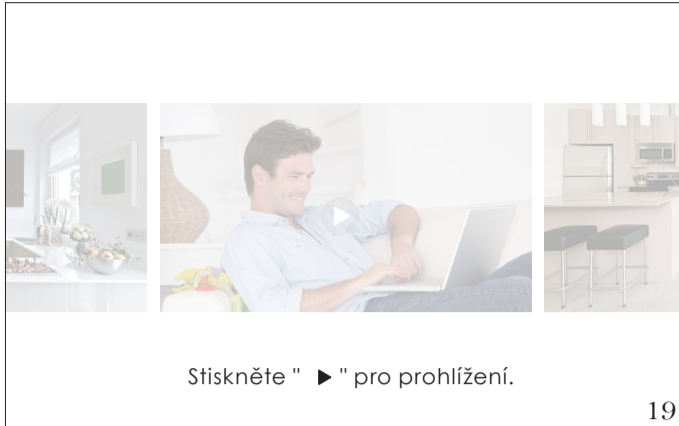 Stiskněte " ▶ " pro prohlížení.
19